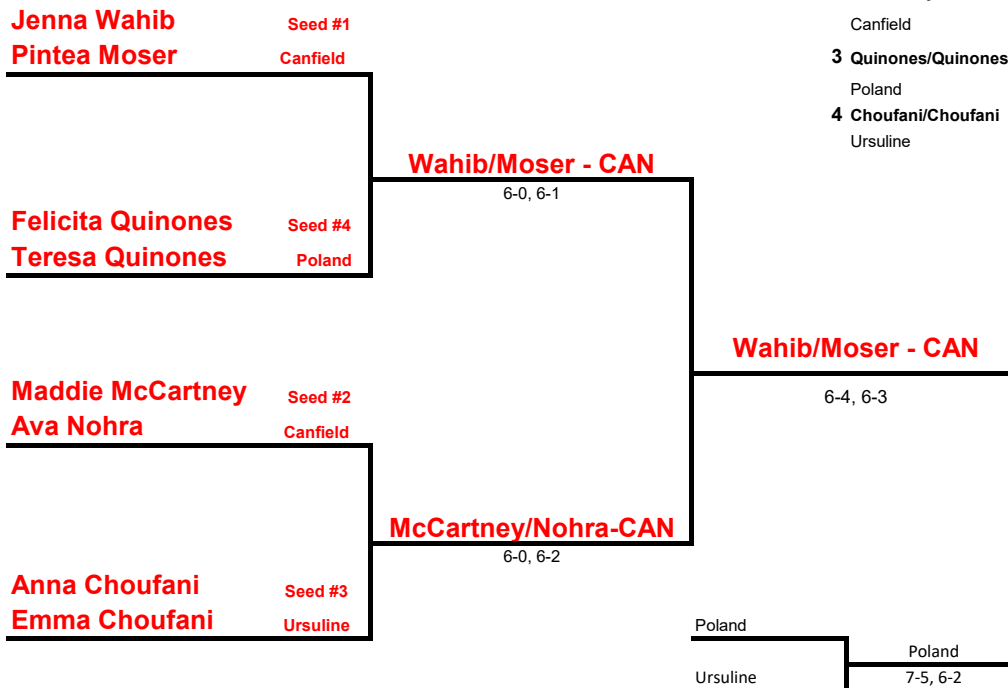 Jenna Wahib Seed #1
Pintea Moser Canfield
Canfield
3 Quinones/Quinones
Poland
4 Choufani/Choufani
Ursuline
Wahib/Moser - CAN
6-0, 6-1
Felicita Quinones Seed #4
Teresa Quinones Poland
Wahib/Moser - CAN
6-4, 6-3
Maddie McCartney Seed #2
Ava Nohra Canfield
McCartney/Nohra-CAN
6-0, 6-2
Anna Choufani Seed #3
Emma Choufani Ursuline
Poland
Poland
Ursuline 7-5, 6-2